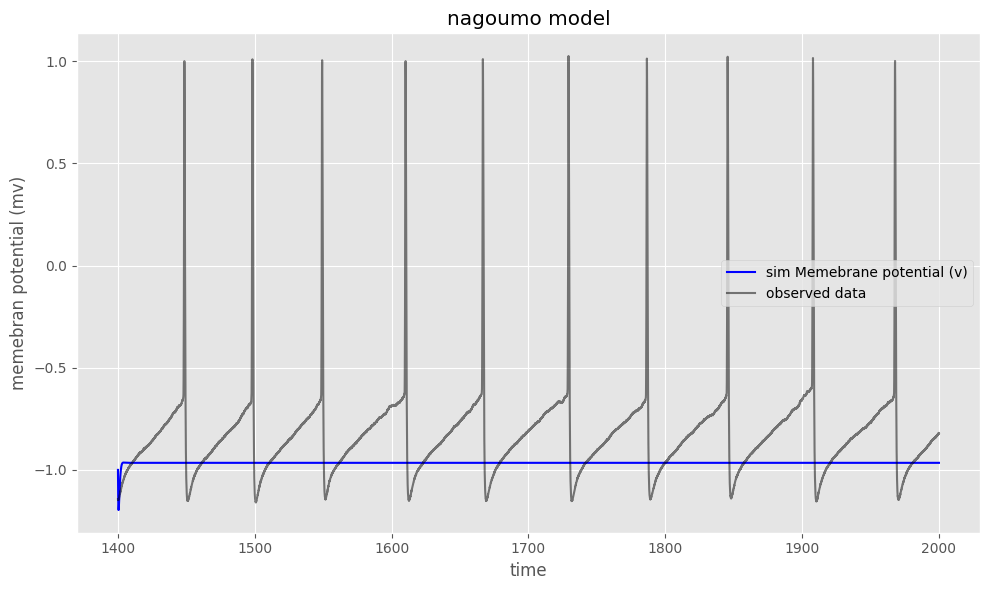 nagoumo model
memebran potential (mv)
1.0
0.5
0.0
−0.5
−1.0
sim Memebrane potential (v)
observed data
1400 1500 1600 1700 1800 1900 2000
time